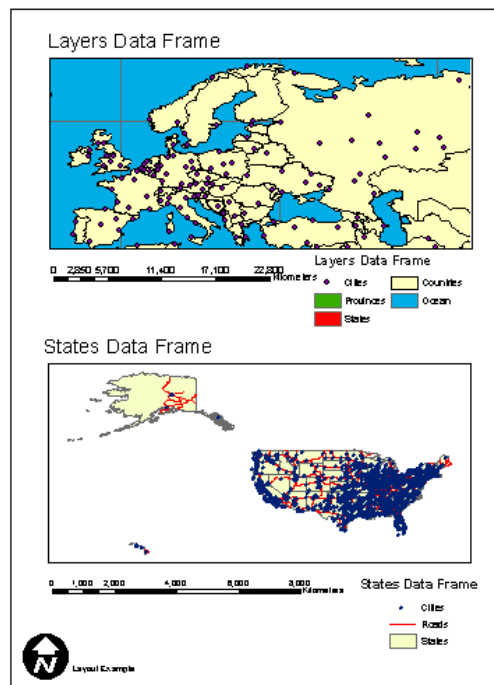 Layers Data Frame
0 2,850 5,700 11,400 17,100 22,800
Kilometers
Layers Data Frame
Cities Countries
Provinces Ocean
States
States Data Frame
0 1,000 2,000 4,000 6,000 8,000
Kilometers
States Data Frame
Cities
Roads
States
N
Layout Example